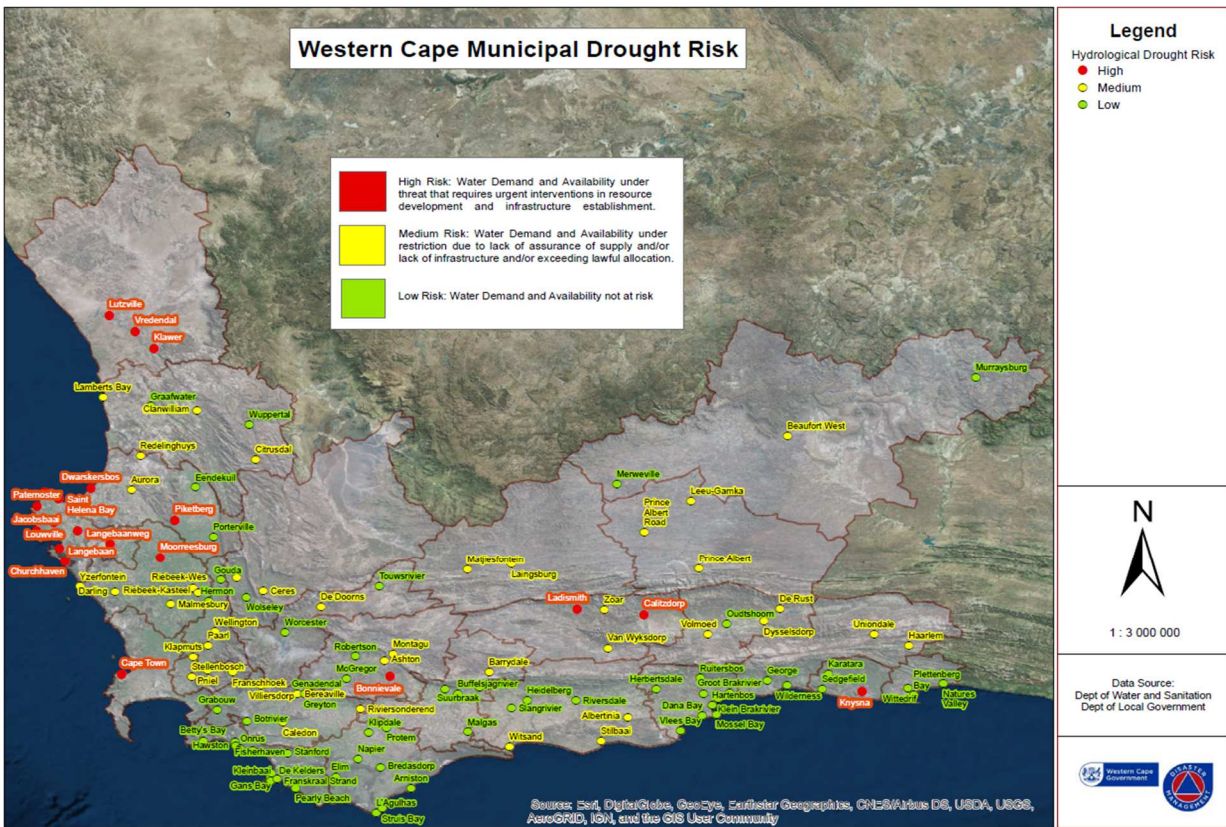 Western Cape Municipal Drought Risk
High Risk: Water Demand and Availability under
threat that requires urgent interventions in resource
development and infrastructure establishment.
Medium Risk: Water Demand and Availability under
restriction due to lack of assurance of supply and/or
lack of infrastructure and/or exceeding lawful allocation.
Low Risk: Water Demand and Availability not at risk
Lutzville
Vredendal
Klawer
Lamberts Bay
Graafwater
Clanwilliam
Wuppertal
Redelinghuys
Citrusdal
Murraysburg
Beaufort West
Merweville
Leeu-Gamka
Prince
Albert
Road
Prince Albert
Dwarskersbos
Aurora
Eendekuil
Paternoster
Saint
Helena Bay
Piketberg
Jacobsbaai
Langebaanweg
Porterville
Louwville
Langebaan
Moorreesburg
Churchhaven
Yzerfontein
Darling
Riebeek-Wes
Gouda
Riebeek-Kasteel
Hermon
Malmesbury
Ceres
Wolseley
De Doorns
Touwsrivier
Matjiesfontein
Laingsburg
Ladismith
Zoar
Calitzdorp
Van Wyksdorp
Volmoed
Oudtshoorn
De Rust
Dysselsdorp
Uniondale
Haarlem
Wellington
Paarl
Worcester
Klapmuts
Cape Town
Stellenbosch
Pniel
Franschhoek
Robertson
Montagu
Ashton
McGregor
Bonnievale
Genadendal
Bereaville
Villiersdorp
Greyton
Riviersonderend
Grabouw
Barrydale
Buffelsjagrivier
Suurbraak
Heidelberg
Slangrivier
Riversdale
Herbertsdale
Albertinia
Ruitersbos
Groot Brakrivier
Hartenbos
Dana Bay
Klein Brakrivier
Vlees Bay
Mossel Bay
George
Wilderness
Karatara
Sedgefield
Knysna
Plettenberg
Bay
Wittedrif
Natures
Valley
Betty's Bay
Botrivier
Caledon
Klipdale
Protem
Malgas
Witsand
Stilbaai
Hawston
Onrus
Fisherhaven
Stanford
Napier
Bredasdorp
Kleinbaai
De Kelders
Elim
Gans Bay
Franskraal Strand
Arniston
Pearly Beach
L'Agulhas
Struis Bay
Source: Esri, DigitalGlobe, GeoEye, Earthstar Geographics, CNES/Airbus DS, USDA, USGS,
AeroGRID, IGN, and the GIS User Community
Legend
Hydrological Drought Risk
High
Medium
Low
N
1 : 3 000 000
Data Source:
Dept of Water and Sanitation
Dept of Local Government
Western Cape
Government
DISASTER
MANAGEMENT